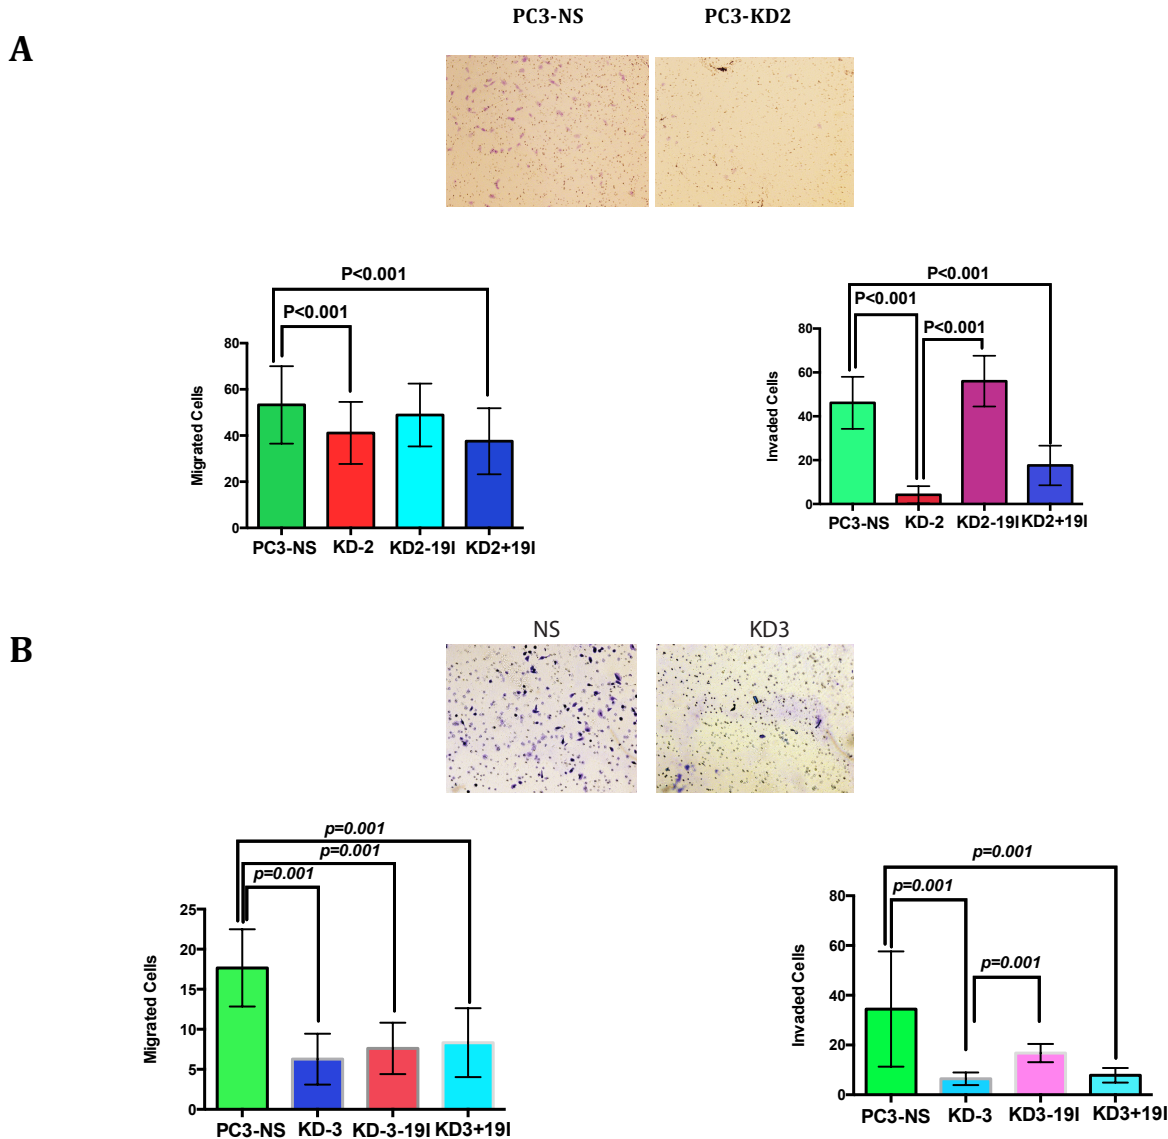 PC3-NS PC3-KD2
A
P<0.001
P<0.001
Migrated Cells
80
60
40
20
0
PC3-NS KD-2 KD2-19I KD2+19I
P<0.001
P<0.001
P<0.001
Invaded Cells
80
60
40
20
0
PC3-NS KD-2 KD2-19I KD2+19I
B
NS KD3
p=0.001
p=0.001
p=0.001
Migrated Cells
25
20
15
10
5
0
PC3-NS KD-3 KD-3-19I KD3+19I
p=0.001
p=0.001
p=0.001
Invaded Cells
80
60
40
20
0
PC3-NS KD-3 KD3-19I KD3+19I